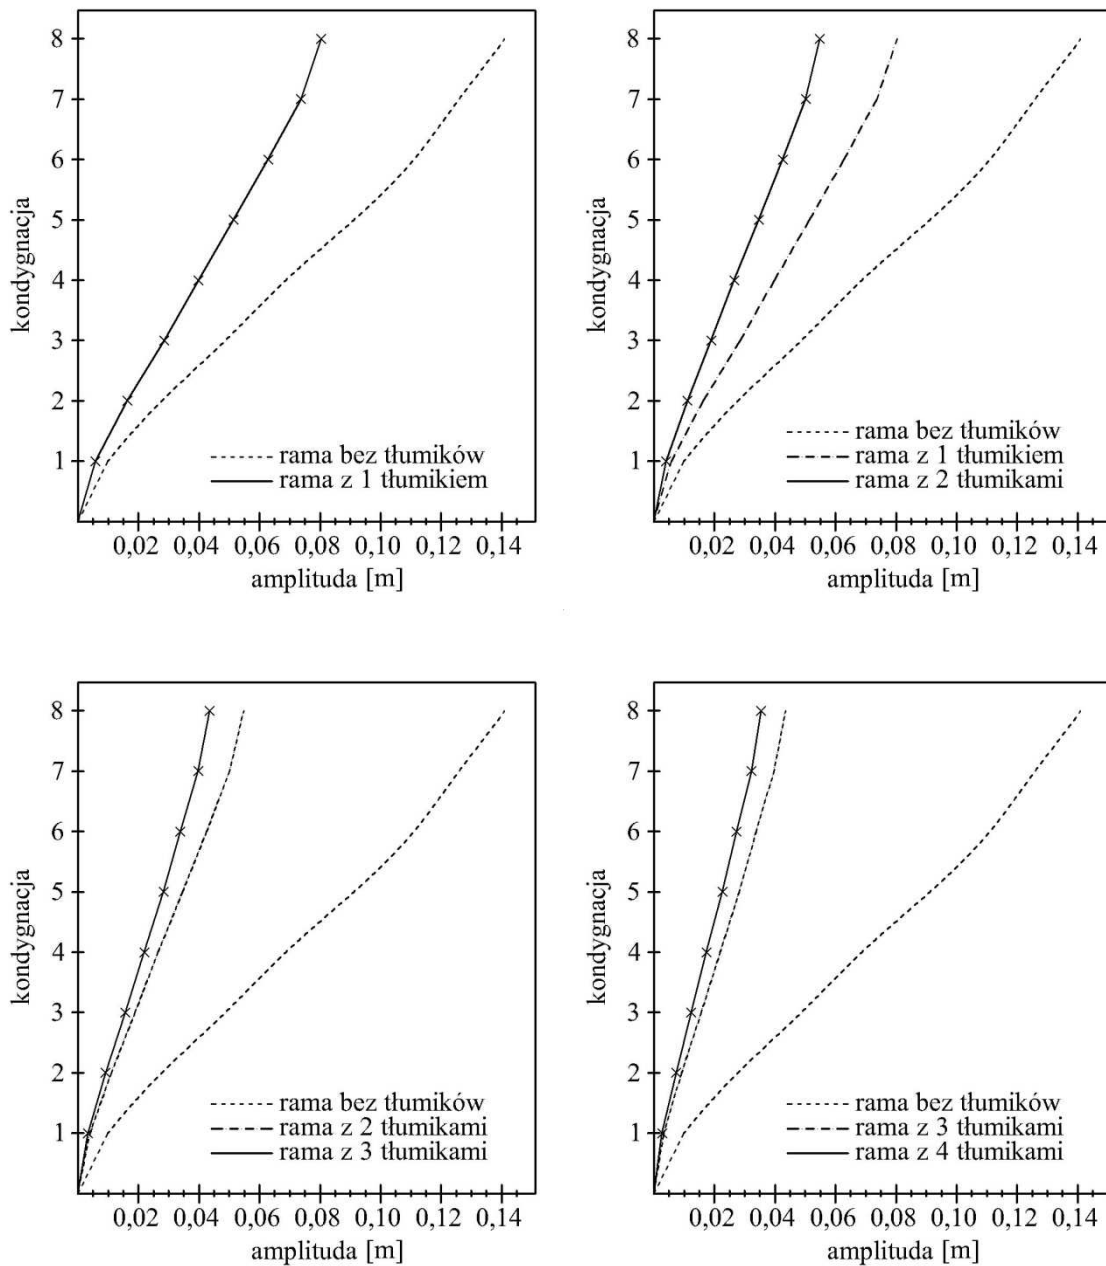 8
7
6
5
4
3
2
1
kondygnacja
rama bez tłumików
rama z 1 tłumikiem
0,02 0,04 0,06 0,08 0,10 0,12 0,14
amplituda [m]
8
7
6
5
4
3
2
1
kondygnacja
rama bez tłumików
rama z 1 tłumikiem
rama z 2 tłumikami
0,02 0,04 0,06 0,08 0,10 0,12 0,14
amplituda [m]
8
7
6
5
4
3
2
1
kondygnacja
rama bez tłumików
rama z 2 tłumikami
rama z 3 tłumikami
0,02 0,04 0,06 0,08 0,10 0,12 0,14
amplituda [m]
8
7
6
5
4
3
2
1
kondygnacja
rama bez tłumików
rama z 3 tłumikami
rama z 4 tłumikami
0,02 0,04 0,06 0,08 0,10 0,12 0,14
amplituda [m]